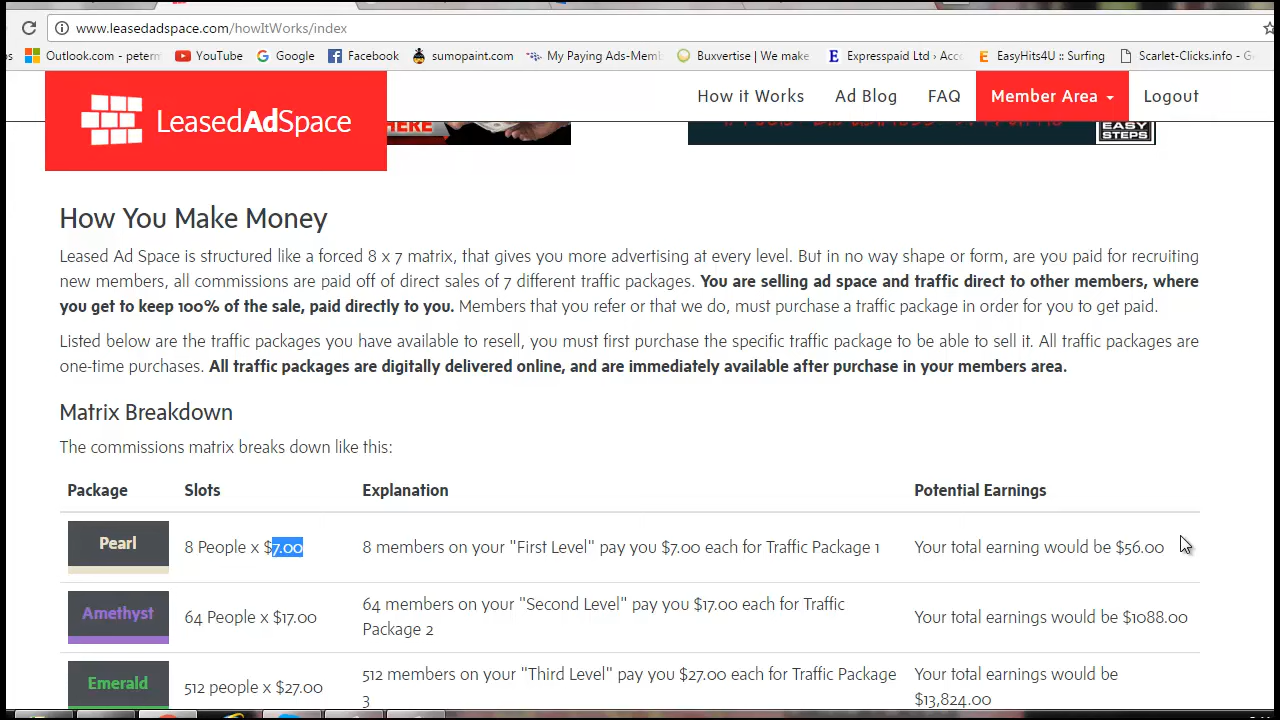 www.leasedadspace.com/howItWorks/index
Outlook.com - peterm
YouTube
Google
Facebook
sumopaint.com
My Paying Ads-Memb
Buxvertise | We make
Expresspaid Ltd › Acc
EasyHits4U :: Surfing
Scarlet-Clicks.info - G
LeasedAdSpace
How it Works
Ad Blog
FAQ
Member Area
Logout
HERE
EASY
STEPS
How You Make Money
Leased Ad Space is structured like a forced 8 x 7 matrix, that gives you more advertising at every level. But in no way shape or form, are you paid for recruiting
new members, all commissions are paid off of direct sales of 7 different traffic packages. You are selling ad space and traffic direct to other members, where
you get to keep 100% of the sale, paid directly to you. Members that you refer or that we do, must purchase a traffic package in order for you to get paid.
Listed below are the traffic packages you have available to resell, you must first purchase the specific traffic package to be able to sell it. All traffic packages are
one-time purchases. All traffic packages are digitally delivered online, and are immediately available after purchase in your members area.
Matrix Breakdown
The commissions matrix breaks down like this:
Package Slots Explanation Potential Earnings
Pearl 8 People x $7.00 8 members on your "First Level" pay you $7.00 each for Traffic Package 1 Your total earning would be $56.00
Amethyst 64 People x $17.00 64 members on your "Second Level" pay you $17.00 each for Traffic
Package 2 Your total earnings would be $1088.00
Emerald 512 people x $27.00 512 members on your "Third Level" pay you $27.00 each for Traffic Package
3 Your total earnings would be
$13,824.00